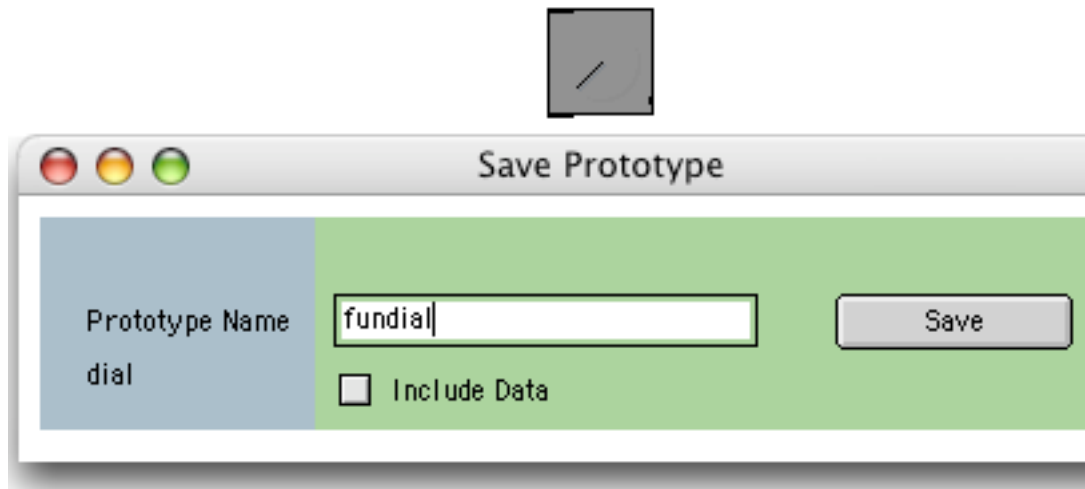 Save Prototype
Prototype Name
fundial
Save
dial
Include Data